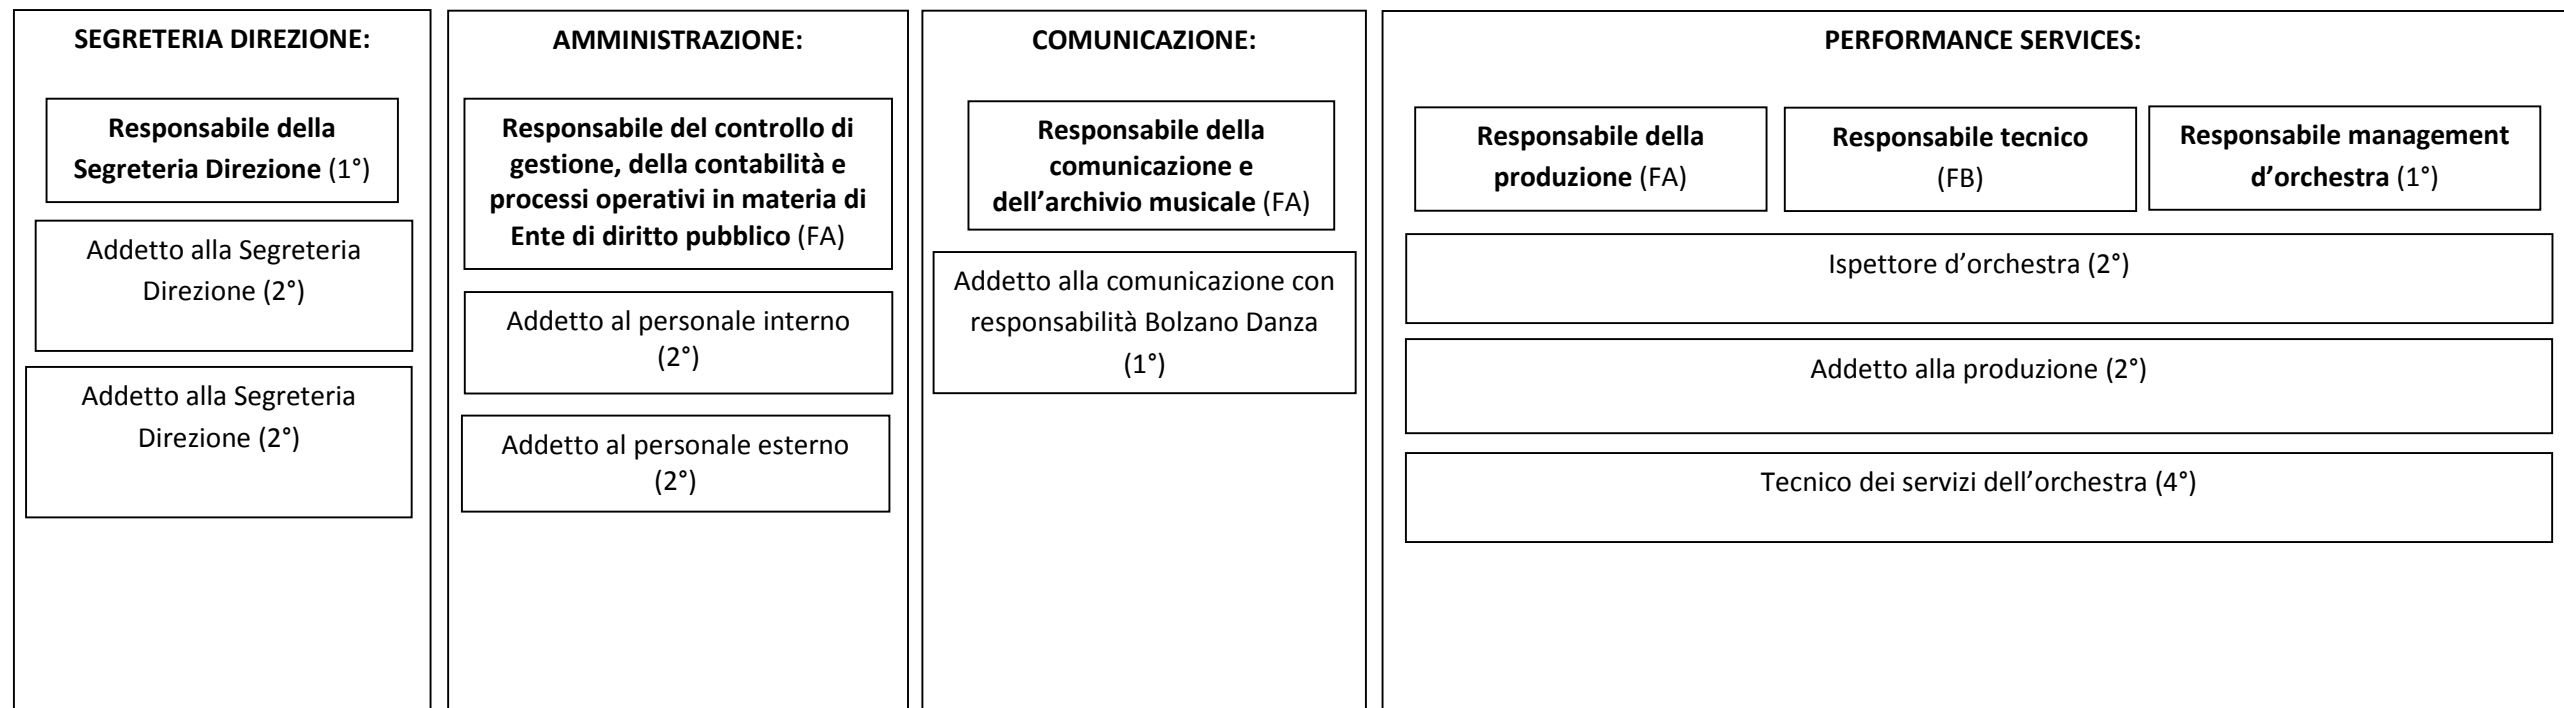 SEGRETERIA DIREZIONE:
Responsabile della
Segreteria Direzione (1°)
Addetto alla Segreteria
Direzione (2°)
Addetto alla Segreteria
Direzione (2°)
AMMINISTRAZIONE:
Responsabile del controllo di
gestione, della contabilità e
processi operativi in materia di
Ente di diritto pubblico (FA)
Addetto al personale interno
(2°)
Addetto al personale esterno
(2°)
COMUNICAZIONE:
Responsabile della
comunicazione e
dell’archivio musicale (FA)
Addetto alla comunicazione con
responsabilità Bolzano Danza
(1°)
PERFORMANCE SERVICES:
Responsabile della
produzione (FA)
Responsabile tecnico
(FB)
Responsabile management
d’orchestra (1°)
Ispettore d’orchestra (2°)
Addetto alla produzione (2°)
Tecnico dei servizi dell’orchestra (4°)